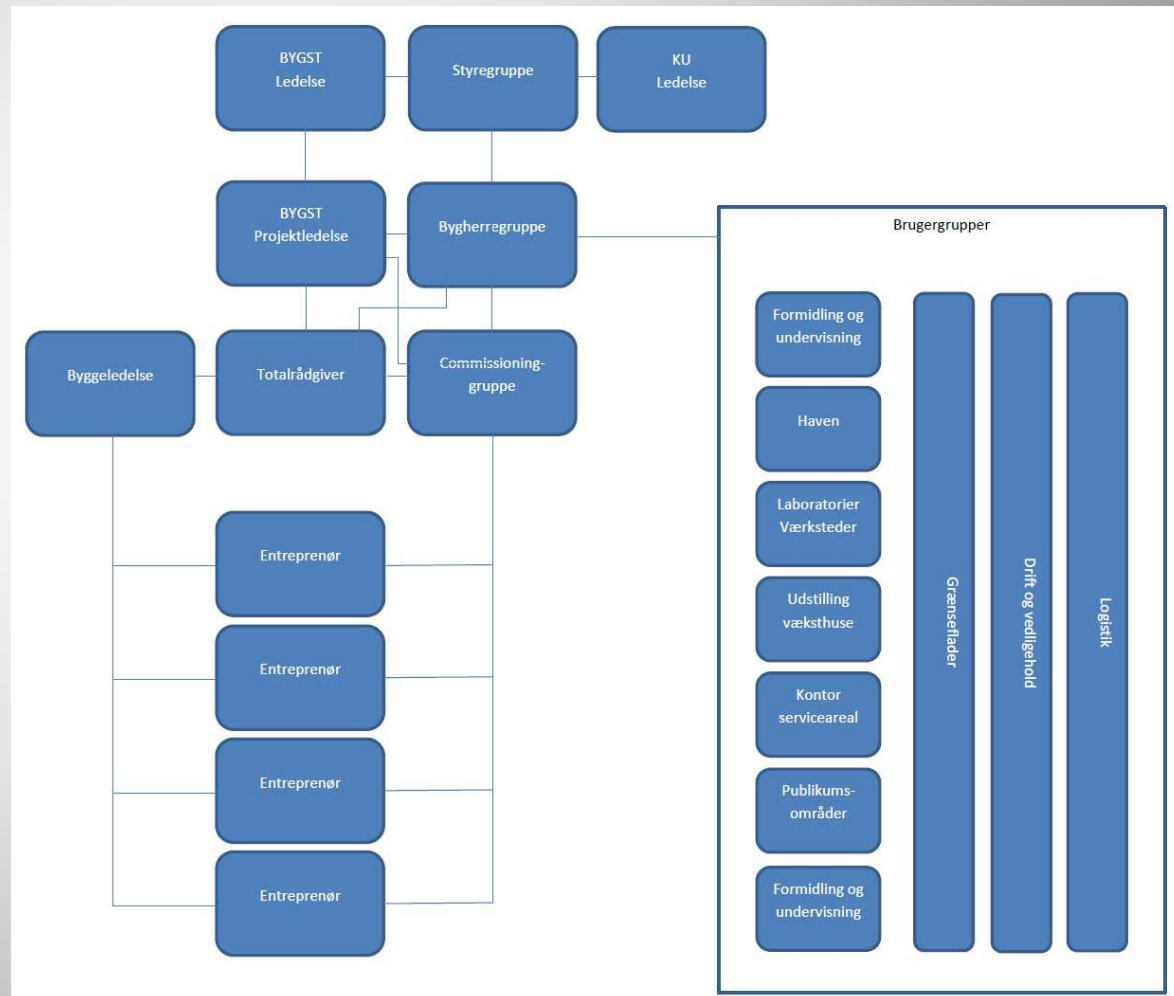 BYGST
Ledelse
Styregruppe
KU
Ledelse
BYGST
Projektledelse
Bygherregruppe
Brugergrupper
Byggeledelse
Totalrådgiver
Commissioning-
gruppe
Entreprenør
Entreprenør
Entreprenør
Entreprenør
Formidling og
undervisning
Haven
Laboratorier
Værksteder
Udstilling
væksthuse
Kontor
serviceareal
Publikums-
områder
Formidling og
undervisning
Grænseflader
Drift og vedligehold
Logistik